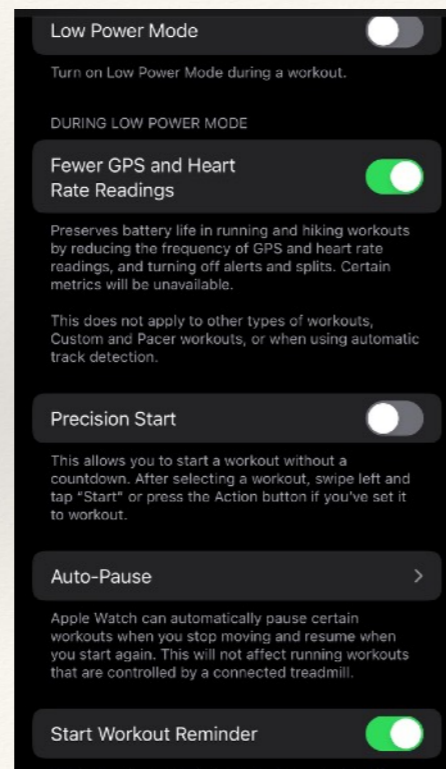 Low Power Mode
Turn on Low Power Mode during a workout.
DURING LOW POWER MODE
Fewer GPS and Heart
Rate Readings
Preserves battery life in running and hiking workouts
by reducing the frequency of GPS and heart rate
readings, and turning off alerts and splits. Certain
metrics will be unavailable.
This does not apply to other types of workouts,
Custom and Pacer workouts, or when using automatic
track detection.
Precision Start
This allows you to start a workout without a
countdown. After selecting a workout, swipe left and
tap “Start” or press the Action button if you’ve set it
to workout.
Auto-Pause
Apple Watch can automatically pause certain
workouts when you stop moving and resume when
you start again. This will not affect running workouts
that are controlled by a connected treadmill.
Start Workout Reminder